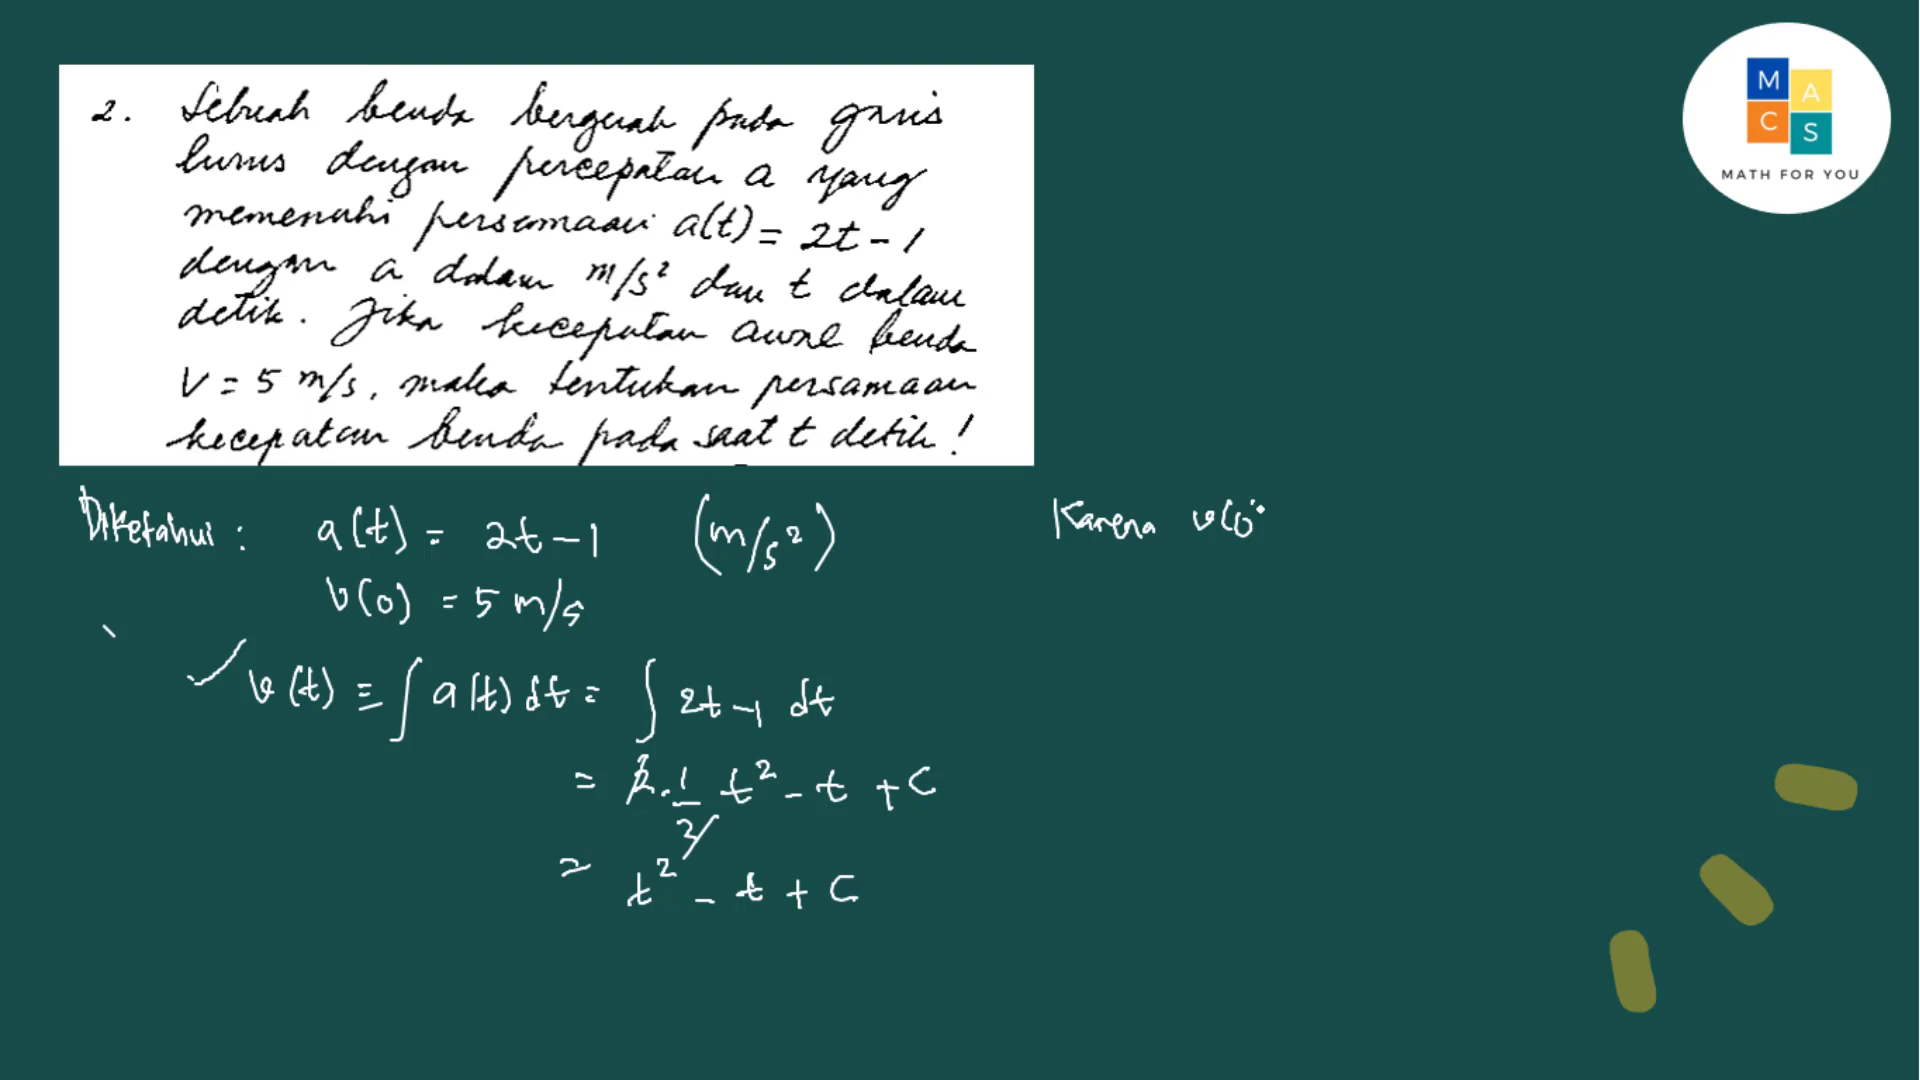 2. Sebuah benda bergerak pada garis
lurus dengan percepatan a yang
memenuhi persamaan a(t) = 2t - 1
dengan a dalam m/s² dan t dalam
detik. Jika kecepatan awal benda
V = 5 m/s, maka tentukan persamaan
kecepatan benda pada saat t detik!
Diketahui : a(t) = 2t - 1 (m/s²)
v(0) = 5 m/s
v(t) = ∫ a(t) dt = ∫ 2t - 1 dt
= 2 . 1/2 t² - t + C
= t² - t + C
Karena v(0)
M A
C S
MATH FOR YOU